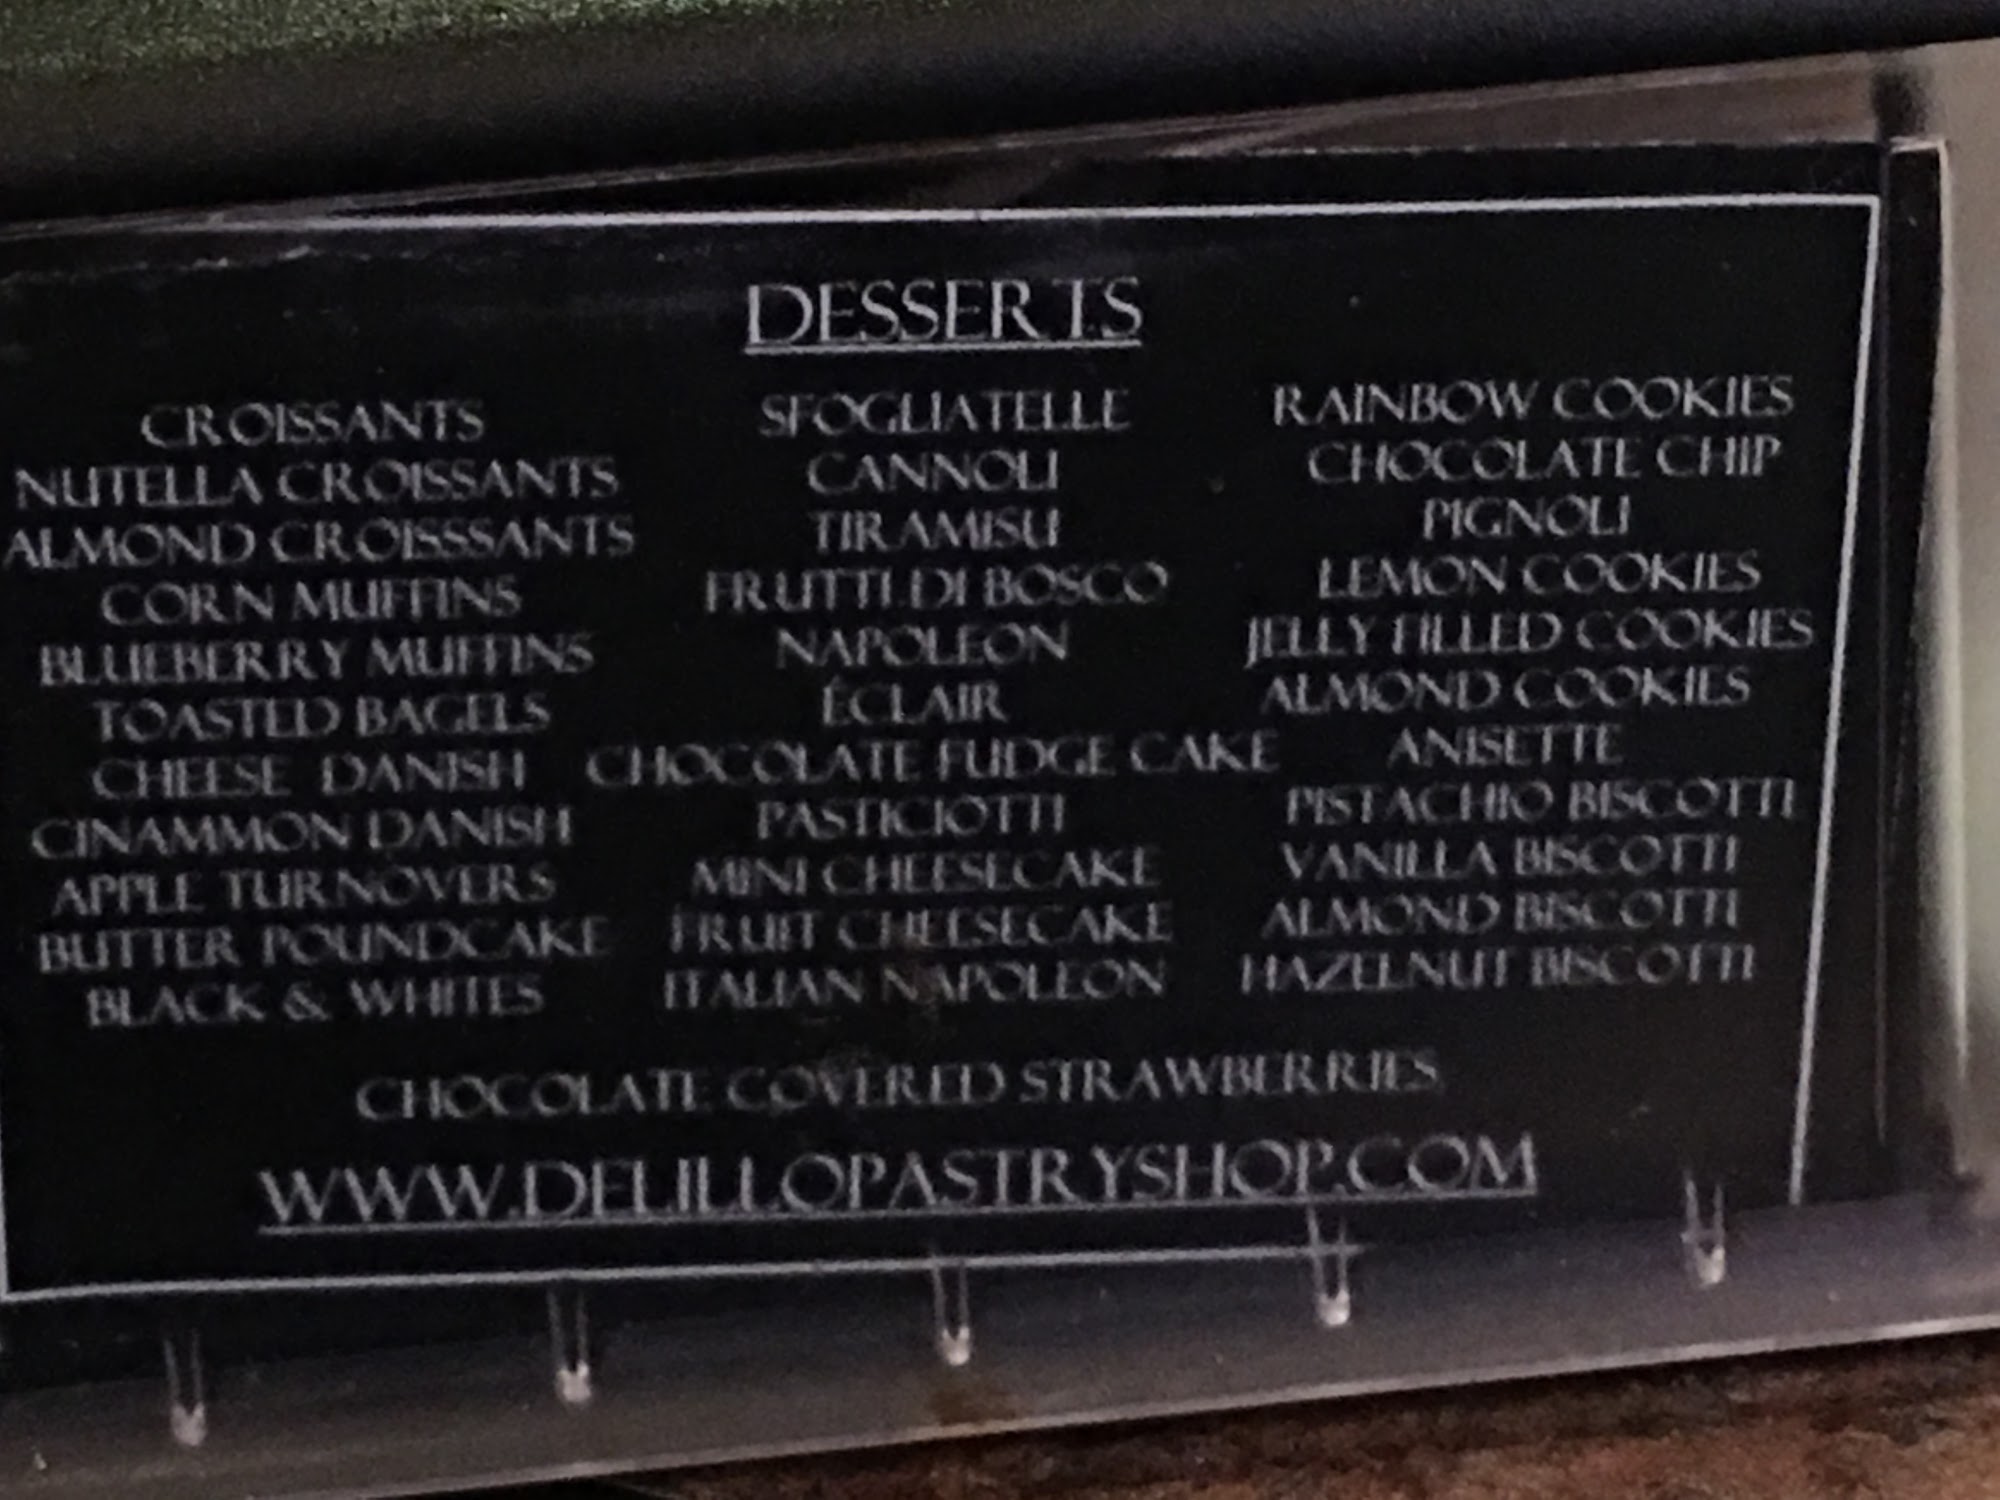 DESSERTS
CROISSANTS
NUTELLA CROISSANTS
ALMOND CROISSSANTS
CORN MUFFINS
BLUEBERRY MUFFINS
TOASTED BAGELS
CHEESE DANISH
CINAMMON DANISH
APPLE TURNOVERS
BUTTER POUNDCAKE
BLACK & WHITES
SFOGLIATELLE
CANNOLI
TIRAMISU
FRUTTI DI BOSCO
NAPOLEON
ÉCLAIR
CHOCOLATE FUDGE CAKE
PASTICIOTTI
MINI CHEESECAKE
FRUIT CHEESECAKE
ITALIAN NAPOLEON
RAINBOW COOKIES
CHOCOLATE CHIP
PIGNOLI
LEMON COOKIES
JELLY FILLED COOKIES
ALMOND COOKIES
ANISETTE
PISTACHIO BISCOTTI
VANILLA BISCOTTI
ALMOND BISCOTTI
HAZELNUT BISCOTTI
CHOCOLATE COVERED STRAWBERRIES
WWW.DELILLOPASTRYSHOP.COM